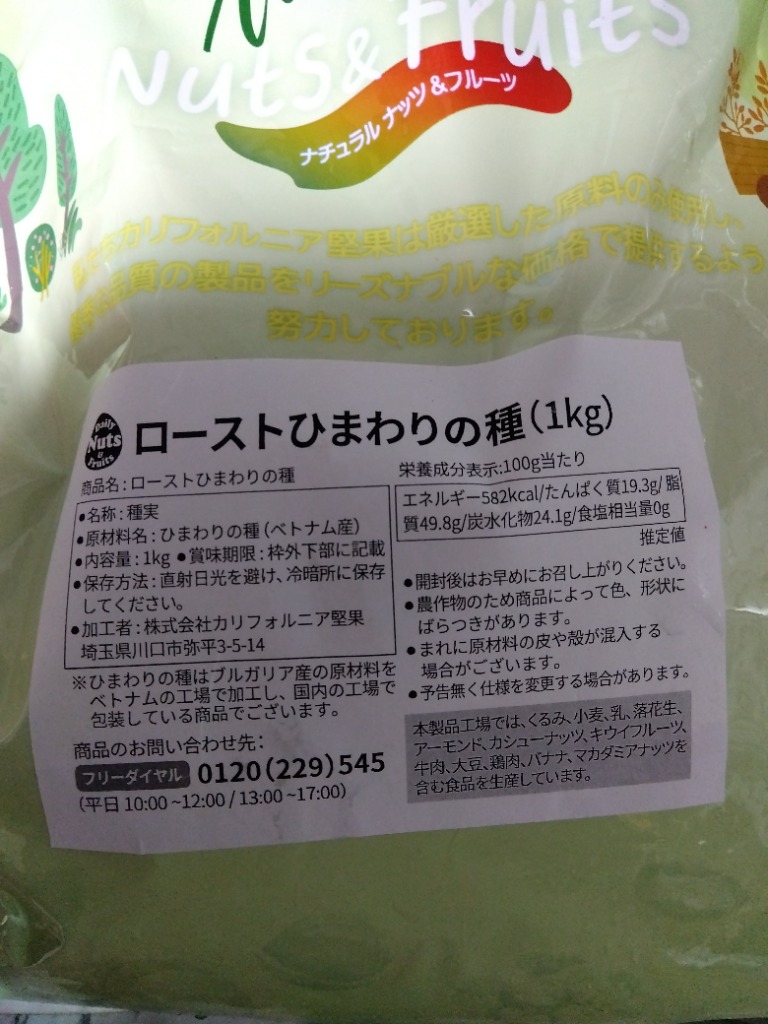 Nuts & Fruits
ナチュラル ナッツ &フルーツ
カリフォルニア堅果は厳選した原料のみ使用し、
品質の製品をリーズナブルな価格で提供するよう
努力しております。
Daily Nuts & Fruits
ローストひまわりの種(1kg)
商品名:ローストひまわりの種
●名称:種実
●原材料名:ひまわりの種(ベトナム産)
●内容量:1kg ●賞味期限:枠外下部に記載
●保存方法:直射日光を避け、冷暗所に保存
してください。
●加工者:株式会社カリフォルニア堅果
埼玉県川口市弥平3-5-14
※ひまわりの種はブルガリア産の原材料を
ベトナムの工場で加工し、国内の工場で
包装している商品でございます。
商品のお問い合わせ先:
フリーダイヤル 0120(229)545
(平日 10:00 ~12:00 / 13:00 ~17:00)
栄養成分表示:100g当たり
エネルギー582kcal/たんぱく質19.3g/脂
質49.8g/炭水化物24.1g/食塩相当量0g
推定値
●開封後はお早めにお召し上がりください。
●農作物のため商品によって色、形状に
ばらつきがあります。
●まれに原材料の皮や殻が混入する
場合がございます。
●予告無く仕様を変更する場合があります。
本製品工場では、くるみ、小麦、乳、落花生、
アーモンド、カシューナッツ、キウイフルーツ、
牛肉、大豆、鶏肉、バナナ、マカダミアナッツを
含む食品を生産しています。